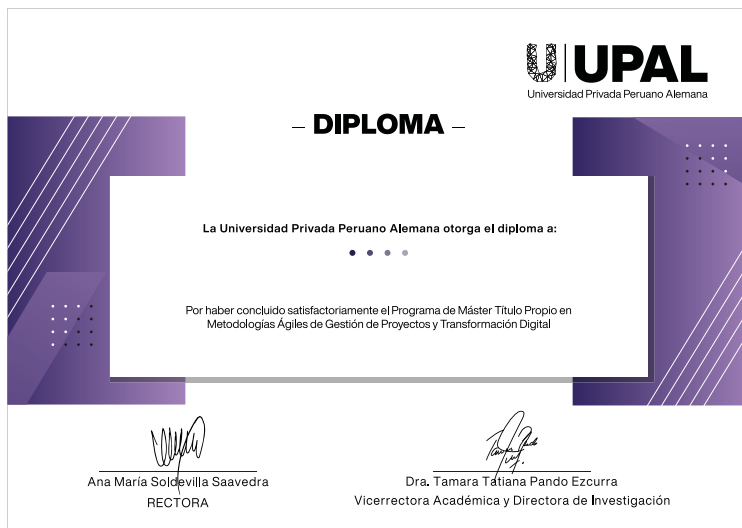 UPAL
Universidad Privada Peruano Alemana
– DIPLOMA –
La Universidad Privada Peruano Alemana otorga el diploma a:
Por haber concluido satisfactoriamente el Programa de Máster Título Propio en
Metodologías Ágiles de Gestión de Proyectos y Transformación Digital
Ana María Soldevilla Saavedra
RECTORA
Dra. Tamara Tatiana Pando Ezcurra
Vicerrectora Académica y Directora de Investigación